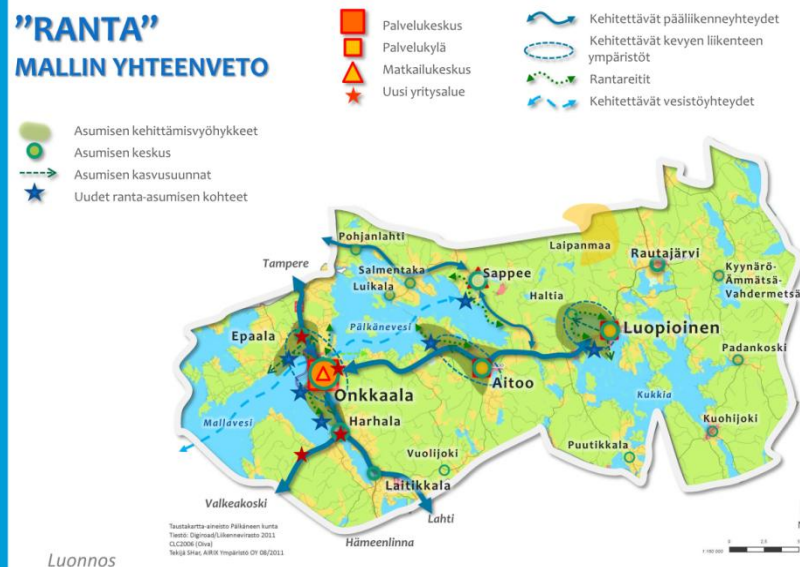 "RANTA"
MALLIN YHTEENVETO
Asumisen kehittämisvyöhykkeet
Asumisen keskus
Asumisen kasvusuunnat
Uudet ranta-asumisen kohteet
Palvelukeskus
Palvelukylä
Matkailukeskus
Uusi yritysalue
Kehitettävät pääliikenneyhteydet
Kehitettävät kevyen liikenteen
ympäristöt
Rantareitit
Kehitettävät vesistöyhteydet
Pohjanlahti
Laipanmaa
Tampere
Salmentaka
Sappee
Rautajärvi
Kyynärö-
Ämmätsä-
Vahdermetsä
Luikala
Haltia
Epaala
Pälkänevesi
Luopioinen
Padankoski
Aitoo
Onkkaala
Kukkia
Mallavesi
Harhala
Kuohijoki
Vuolijoki
Puutikkala
Laitikkala
Valkeakoski
Lahti
Hämeenlinna
Taustakartta-aineisto Pälkäneen kunta
Tiestö: Digiroad/Liikennevirasto 2011
CLC2006 (Oiva)
Tekijä SHar, AIRIX Ympäristö OY 08/2011
Luonnos